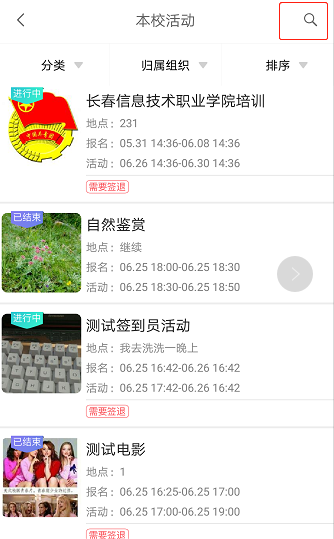 本校活动
分类 归属组织 排序
进行中
长春信息技术职业学院培训
中国共青团
地点：231
报名：05.31 14:36-06.08 14:36
活动：06.26 14:36-06.30 14:36
需要签退
已结束
自然鉴赏
地点：继续
报名：06.25 18:00-06.25 18:30
活动：06.25 18:30-06.25 18:50
进行中
测试签到员活动
地点：我去洗洗一晚上
报名：06.25 16:42-06.26 16:42
活动：06.25 17:42-06.26 16:42
需要签退
已结束
测试电影
地点：1
报名：06.25 16:25-06.25 17:00
活动：06.25 17:00-06.25 19:00
需要签退